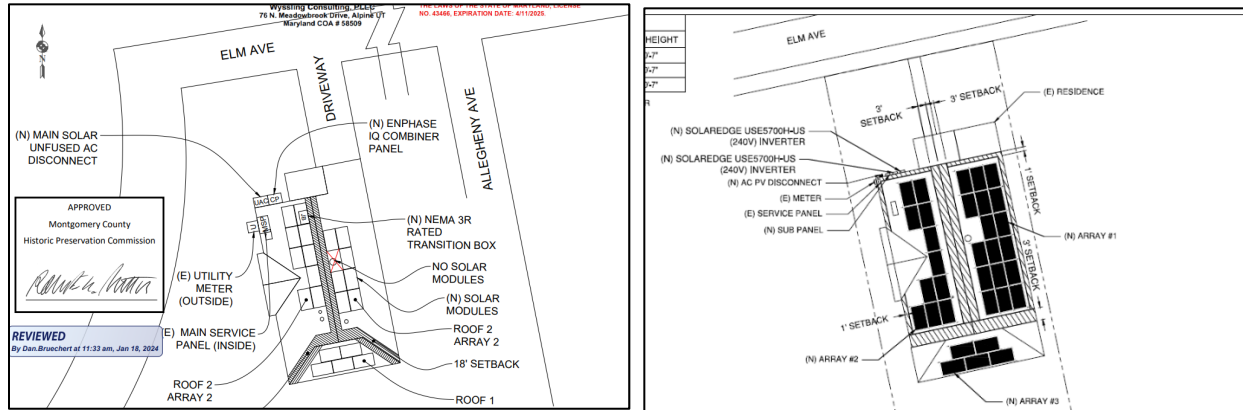 Wyssling Consulting, PLLC
76 N. Meadowbrook Drive, Alpine UT
Maryland COA # 58509
THE LAWS OF THE STATE OF MARYLAND, LICENSE
NO. 43466, EXPIRATION DATE: 4/11/2025.
N
ELM AVE
DRIVEWAY
ALLEGHENY AVE
(N) MAIN SOLAR
UNFUSED AC
DISCONNECT
(N) ENPHASE
IQ COMBINER
PANEL
UAC
CP
MSP
U
JB
APPROVED
Montgomery County
Historic Preservation Commission
REVIEWED
By Dan.Bruechert at 11:33 am, Jan 18, 2024
(N) NEMA 3R
RATED
TRANSITION BOX
NO SOLAR
MODULES
(N) SOLAR
MODULES
(E) UTILITY
METER
(OUTSIDE)
(E) MAIN SERVICE
PANEL (INSIDE)
ROOF 2
ARRAY 2
18' SETBACK
ROOF 2
ARRAY 2
ROOF 1
HEIGHT
ELM AVE
3'
SETBACK
3' SETBACK
(E) RESIDENCE
(N) SOLAREDGE USE5700H-US
(240V) INVERTER
(N) SOLAREDGE USE5700H-US
(240V) INVERTER
(N) AC PV DISCONNECT
(E) METER
(E) SERVICE PANEL
(N) SUB PANEL
1' SETBACK
(N) ARRAY #1
3' SETBACK
1' SETBACK
(N) ARRAY #2
(N) ARRAY #3